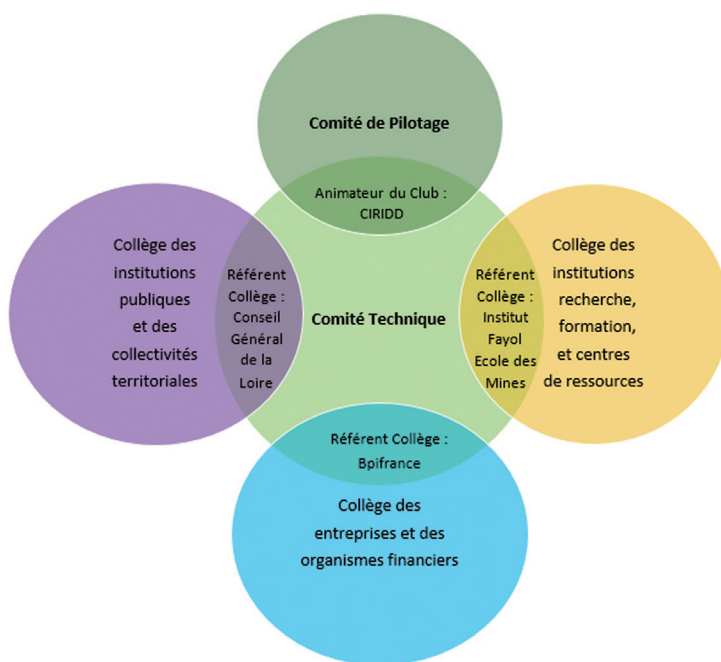 Comité de Pilotage
Animateur du Club :
CIRIDD
Collège des
institutions
publiques
et des
collectivités
territoriales
Référent
Collège :
Conseil
Général
de la
Loire
Comité Technique
Référent
Collège :
Institut
Fayol
Ecole des
Mines
Collège des
institutions
recherche,
formation,
et centres
de ressources
Référent Collège :
Bpifrance
Collège des
entreprises et des
organismes financiers